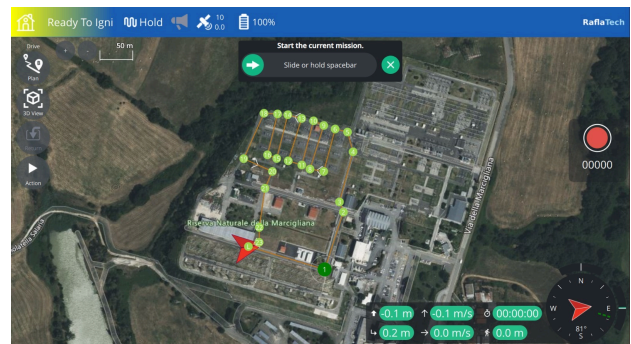 Ready To Igni Hold 10 0.0 100% RaflaTech
Drive
+ -
50 m
Start the current mission.
Slide or hold spacebar
Plan
3D View
Action
00000
Riserva Naturale della Marcigliana
Via della Marcigliana
Salaria
1
N
W
E
S
81°
-0.1 m -0.1 m/s 00:00:00
0.2 m 0.0 m/s 0.0 m